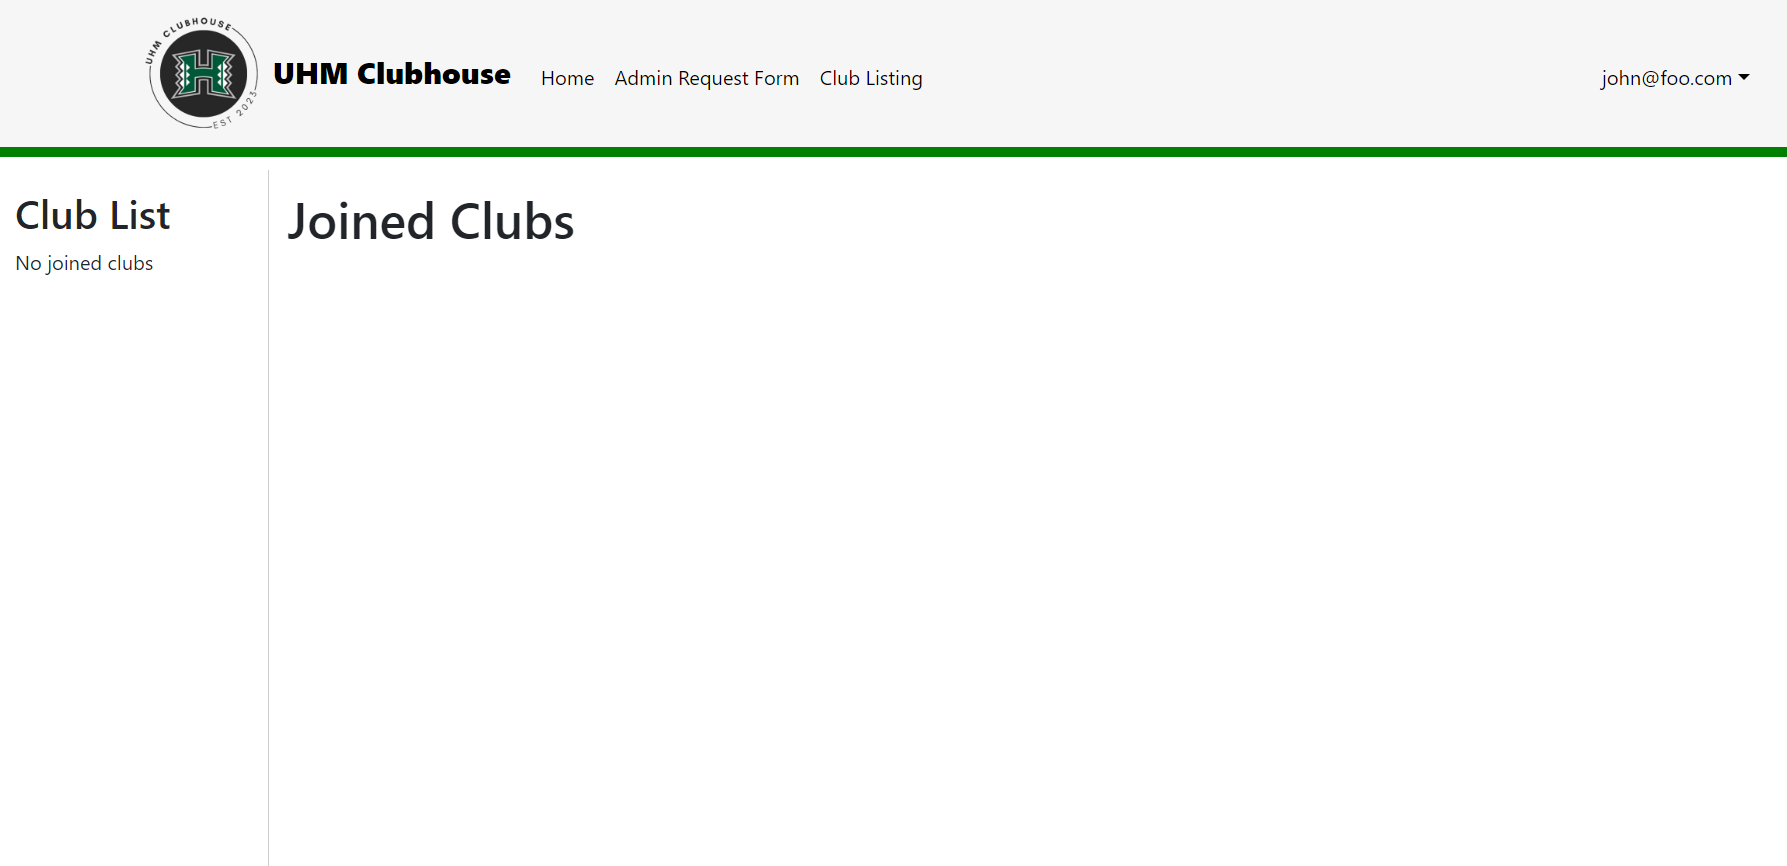 UHM CLUBHOUSE
H
EST 2023
UHM Clubhouse
Home
Admin Request Form
Club Listing
john@foo.com
Club List
No joined clubs
Joined Clubs